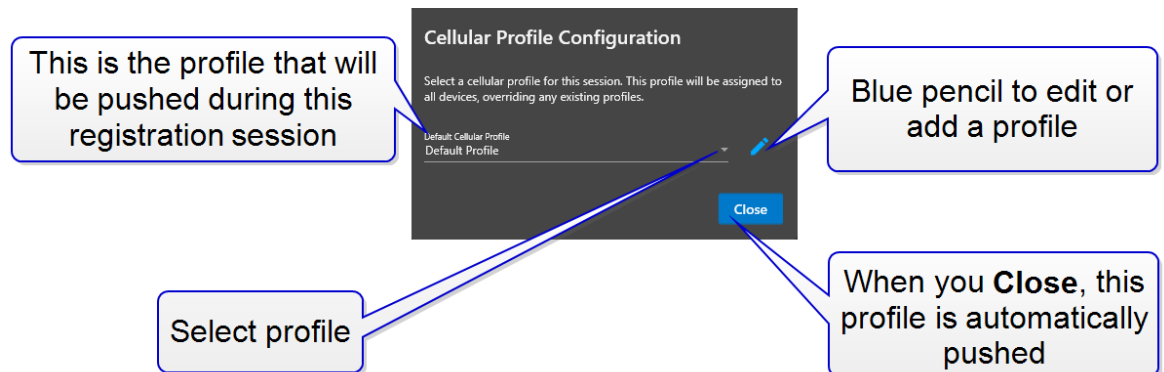 This is the profile that will
be pushed during this
registration session
Cellular Profile Configuration
Select a cellular profile for this session. This profile will be assigned to
all devices, overriding any existing profiles.
Default Cellular Profile
Default Profile
Close
Blue pencil to edit or
add a profile
Select profile
When you Close, this
profile is automatically
pushed